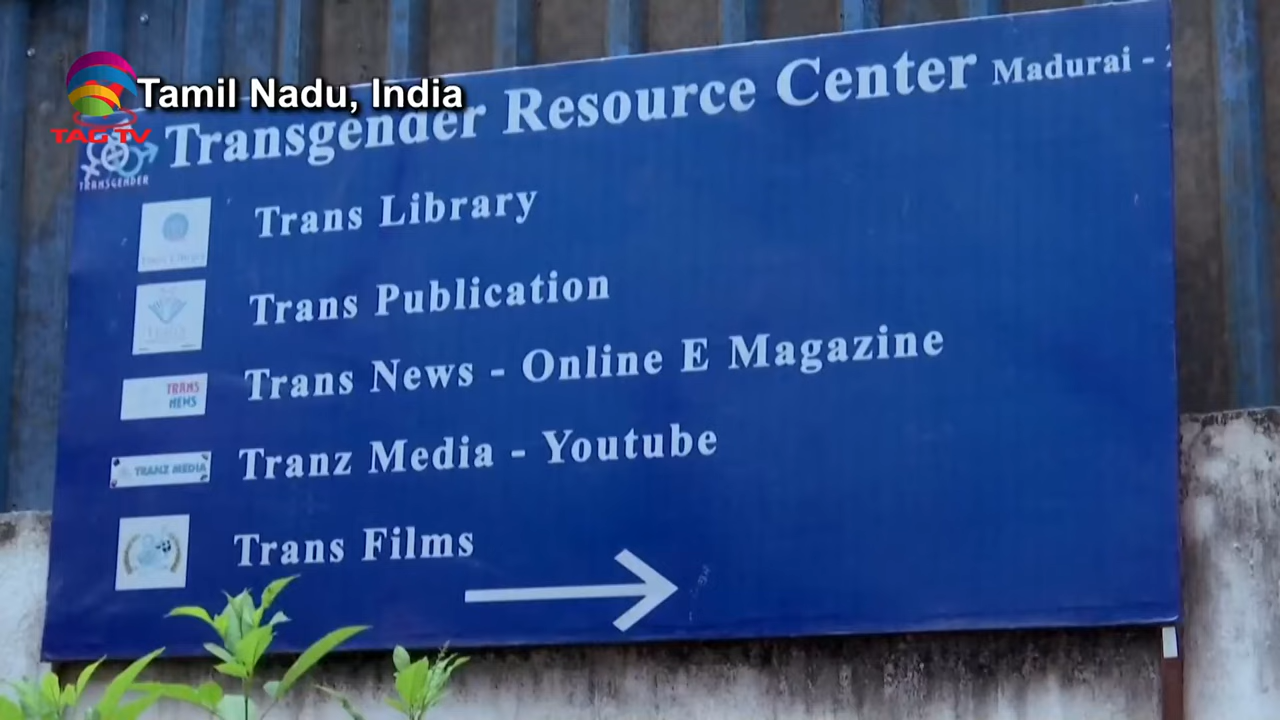 Tamil Nadu, India
TAG TV
Transgender Resource Center Madurai -
TRANSGENDER
Trans Library
Trans Publication
TRANS
NEWS
Trans News - Online E Magazine
TRANZ MEDIA
Tranz Media - Youtube
Trans Films